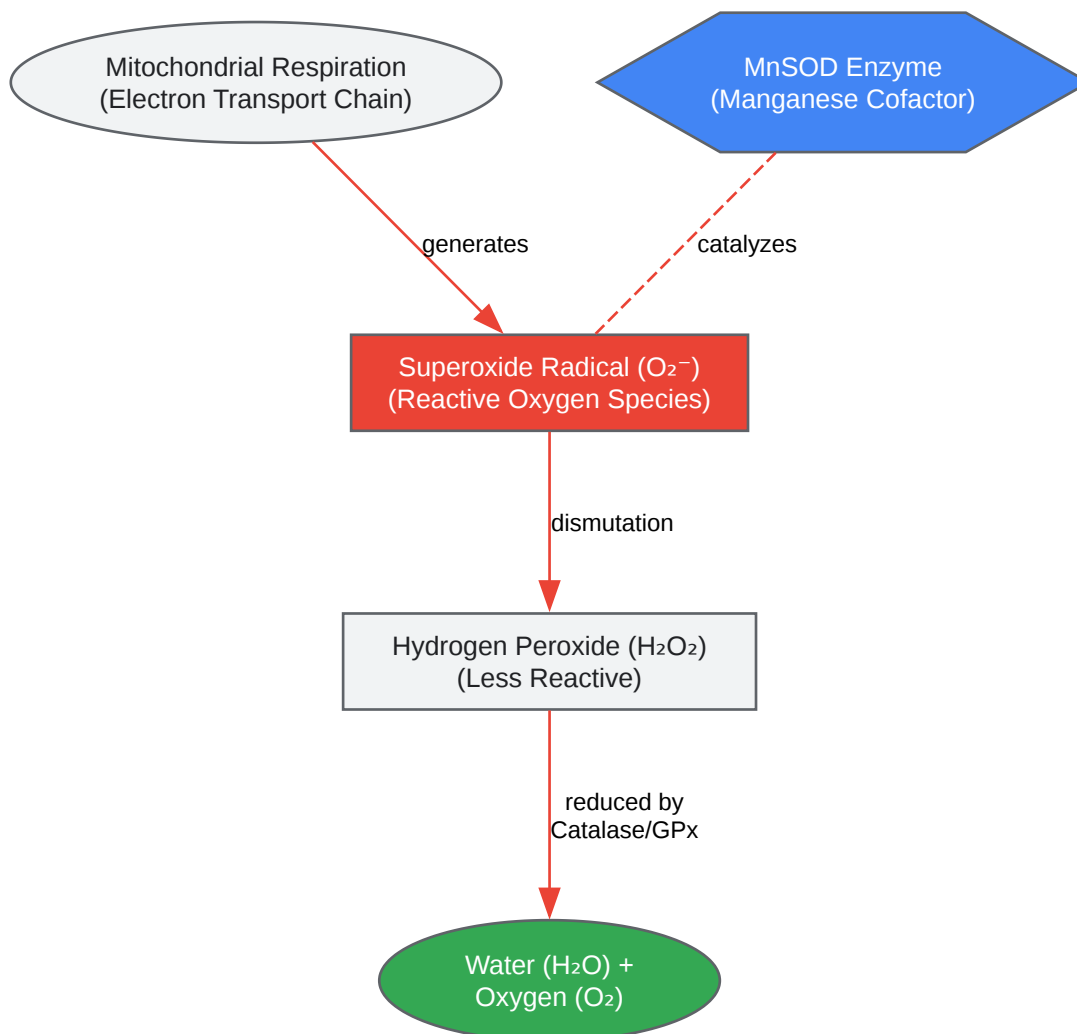 Mitochondrial Respiration
(Electron Transport Chain)
MnSOD Enzyme
(Manganese Cofactor)
generates
catalyzes
Superoxide Radical (O₂⁻)
(Reactive Oxygen Species)
dismutation
Hydrogen Peroxide (H₂O₂)
(Less Reactive)
reduced by
Catalase/GPx
Water (H₂O) +
Oxygen (O₂)